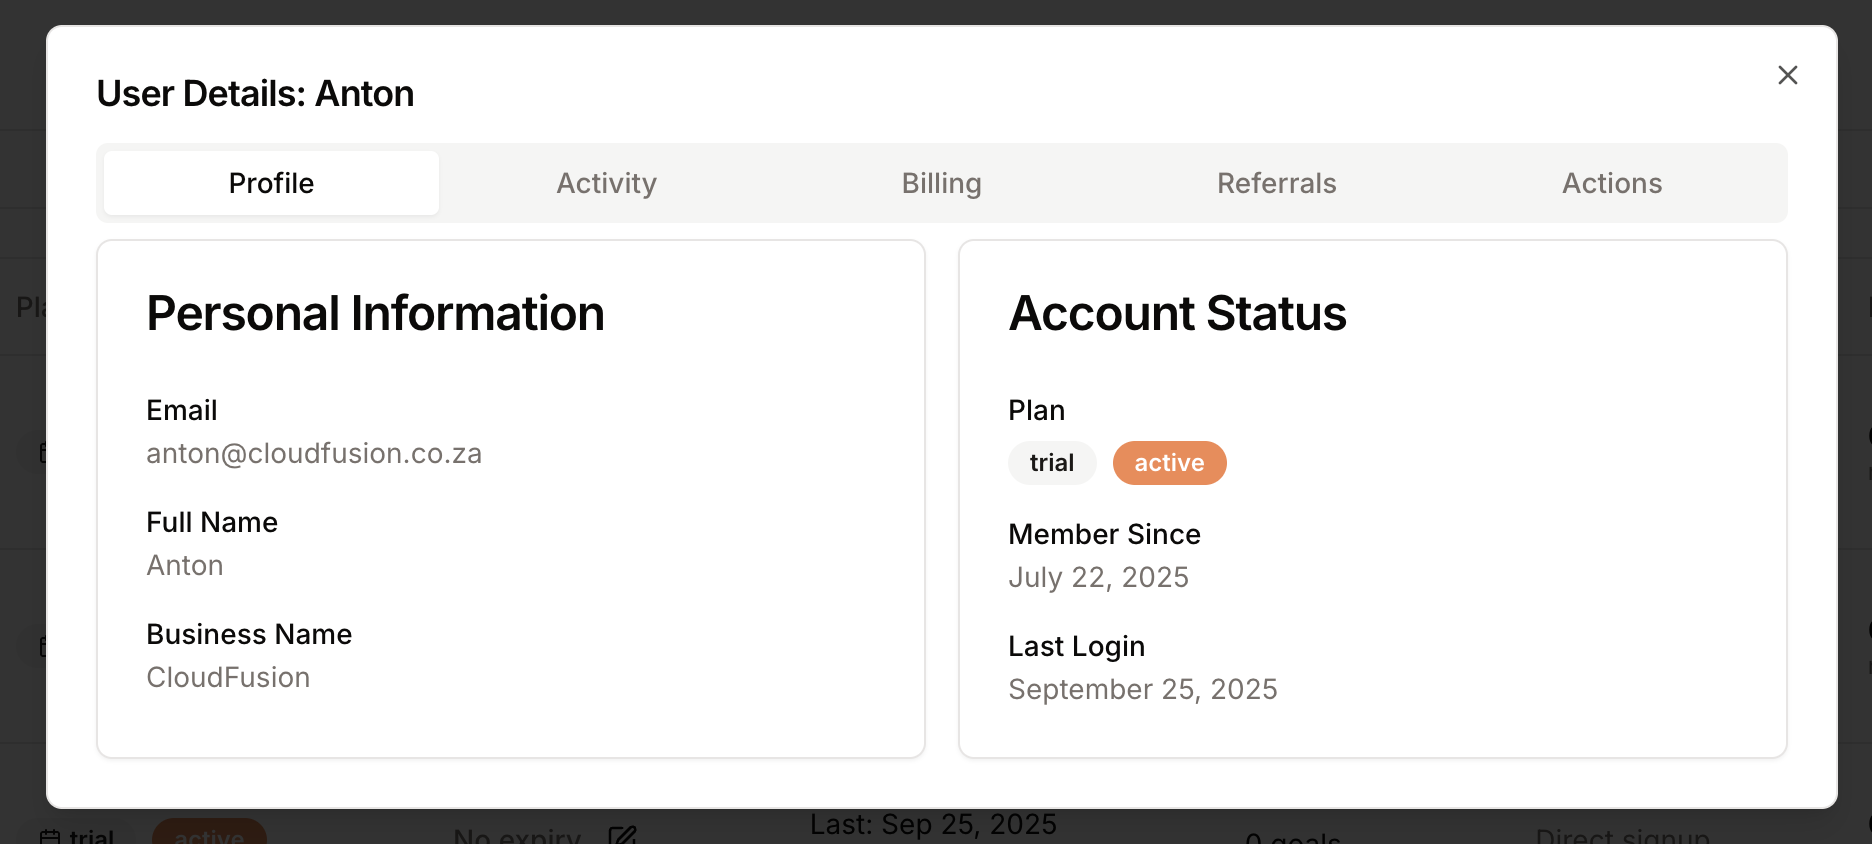 User Details: Anton
Profile
Activity
Billing
Referrals
Actions
Personal Information
Email
anton@cloudfusion.co.za
Full Name
Anton
Business Name
CloudFusion
Account Status
Plan
trial active
Member Since
July 22, 2025
Last Login
September 25, 2025
trial active
No expiry
Last: Sep 25, 2025
0 goals
Direct signup